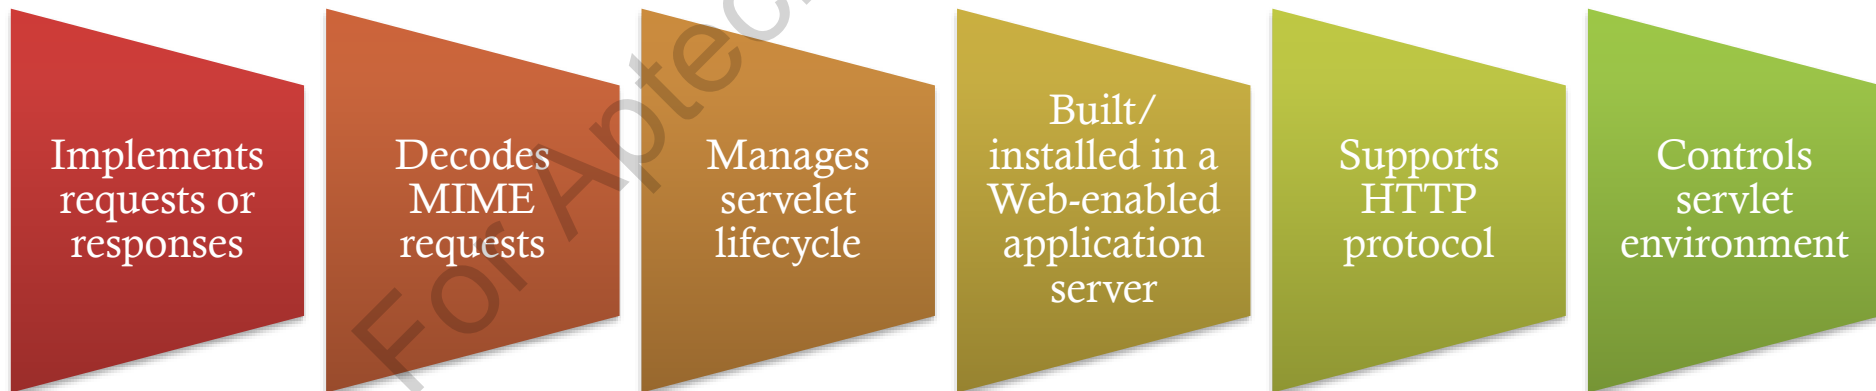 Implements
requests or
responses
Decodes
MIME
requests
Manages
servelet
lifecycle
Built/
installed in a
Web-enabled
application
server
Supports
HTTP
protocol
Controls
servlet
environment
For Aptec